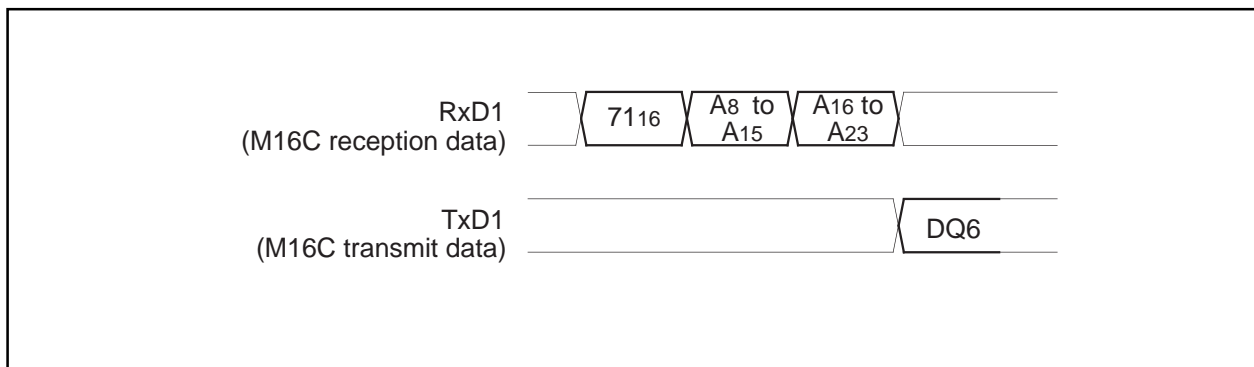 RxD1
(M16C reception data)
7116
A8 to
A15
A16 to
A23
TxD1
(M16C transmit data)
DQ6